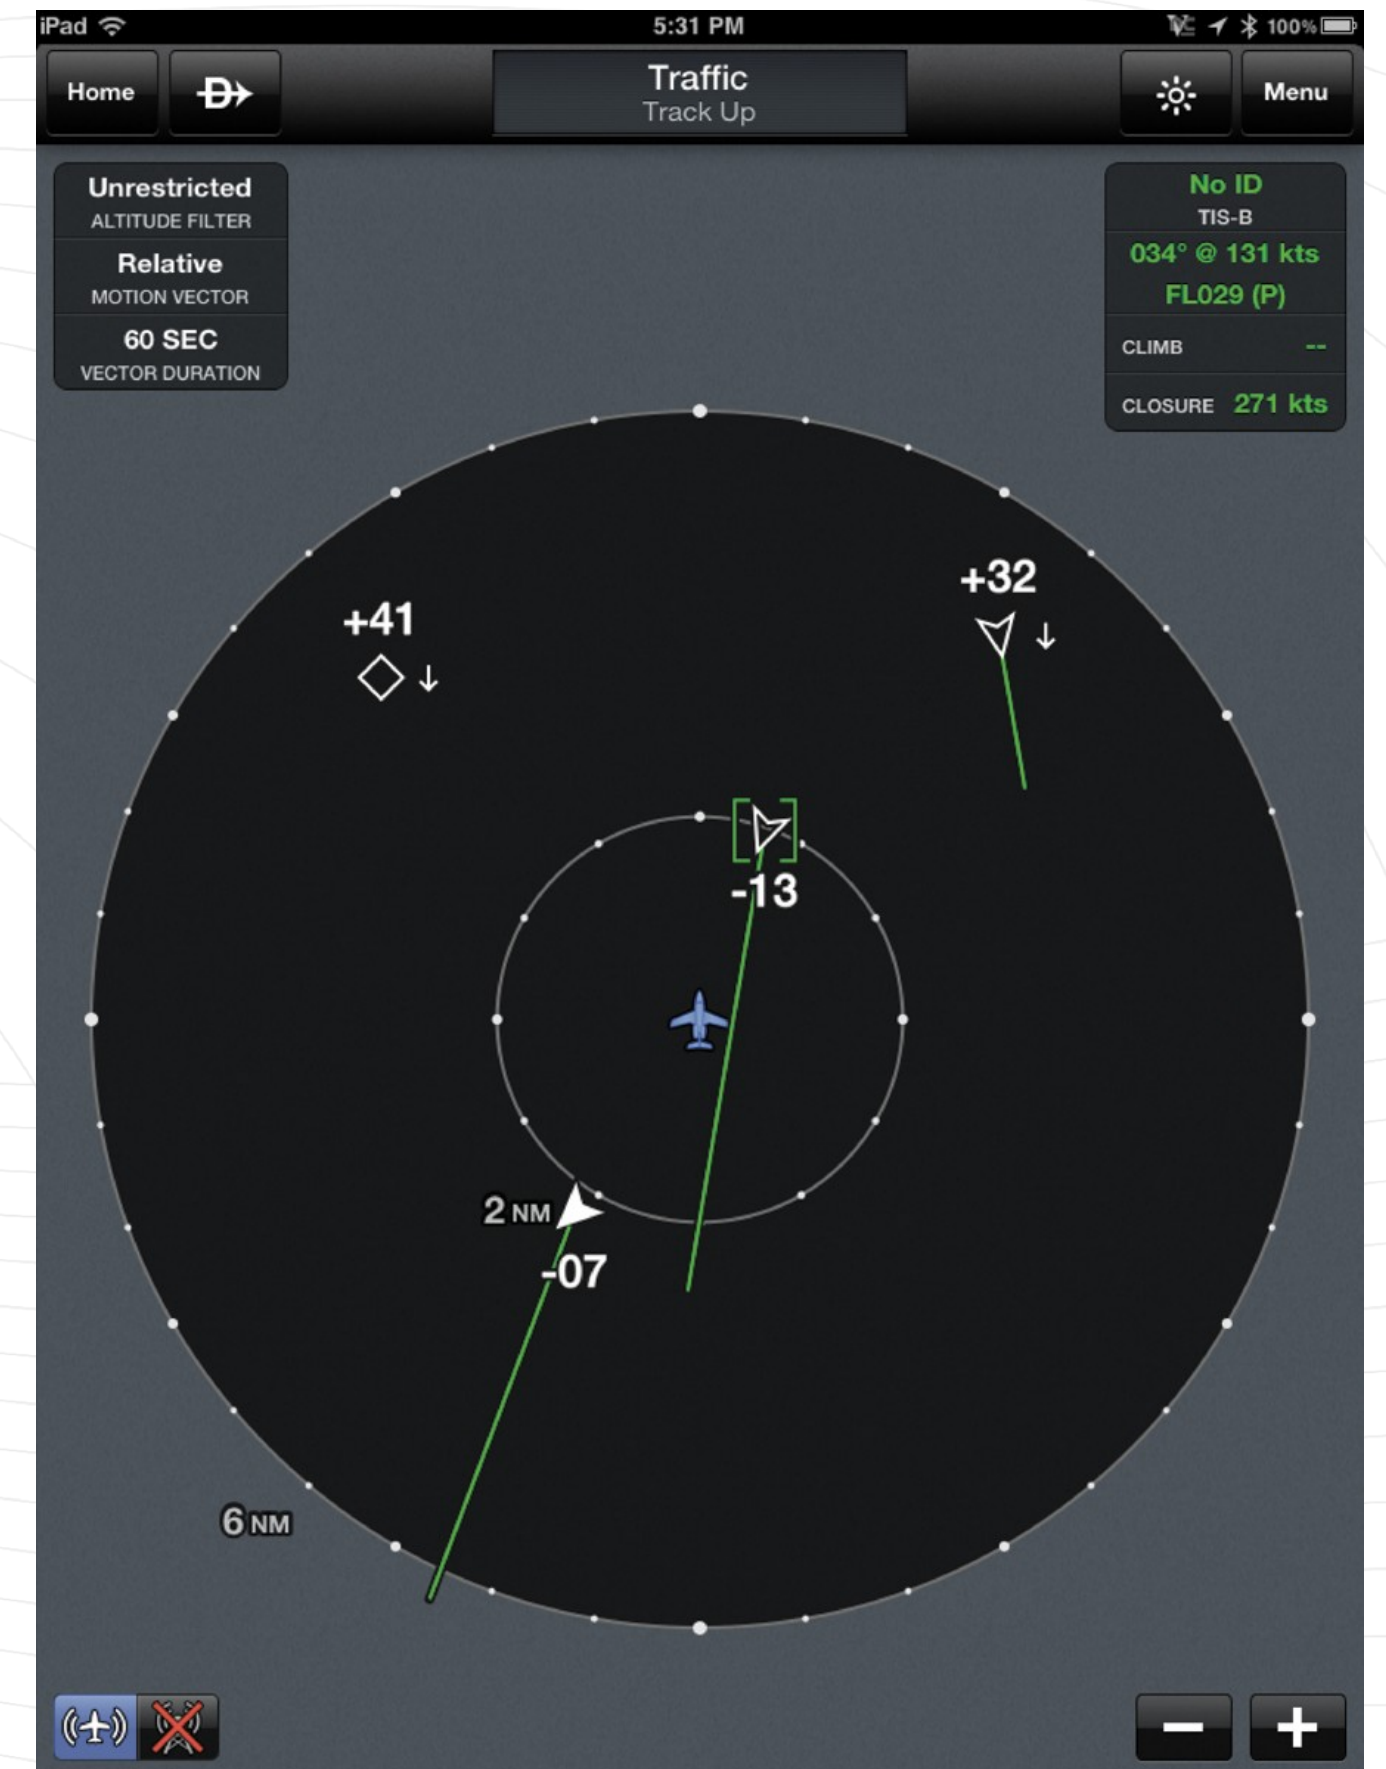 iPad 5:31 PM 100%
Home D Traffic Menu
Track Up
Unrestricted
ALTITUDE FILTER
Relative
MOTION VECTOR
60 SEC
VECTOR DURATION
No ID
TIS-B
034° @ 131 kts
FL029 (P)
CLIMB --
CLOSURE 271 kts
+32
+41
-13
2 NM
-07
6 NM